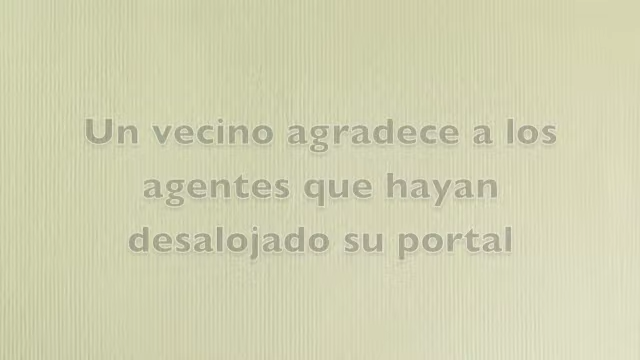 Un vecino agradece a los
agentes que hayan
desalojado su portal